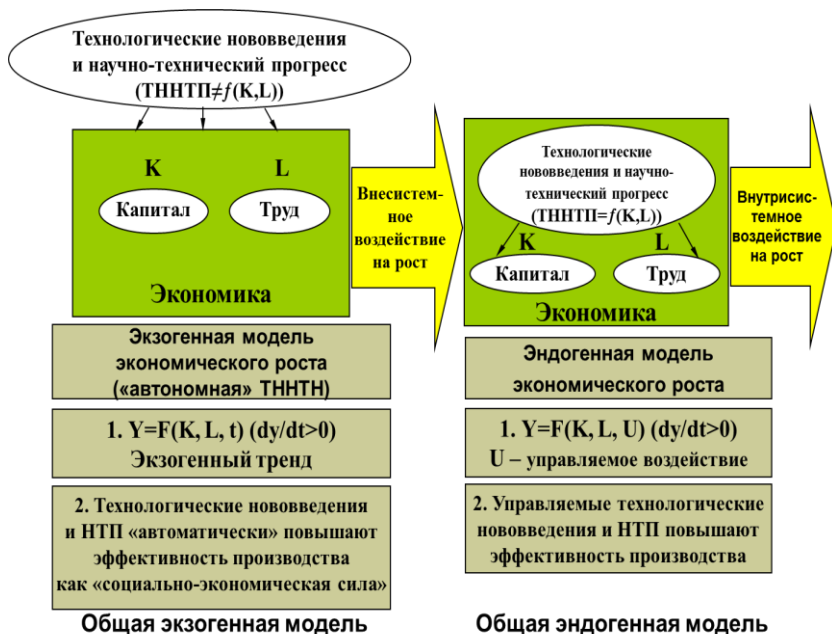 Технологические нововведения
и научно-технический прогресс
(ТННТП≠f(K,L))
K
L
Капитал
Труд
Экономика
Внесистем-
ное
воздействие
на рост
Экзогенная модель
экономического роста
(«автономная» ТННТН)
1. Y=F(K, L, t) (dy/dt>0)
Экзогенный тренд
2. Технологические нововведения
и НТП «автоматически» повышают
эффективность производства
как «социально-экономическая сила»
Общая экзогенная модель
Технологические
нововведения и научно-
технический прогресс
(ТННТП=f(K,L))
K
L
Капитал
Труд
Экономика
Внутрисис-
темное
воздействие
на рост
Эндогенная модель
экономического роста
1. Y=F(K, L, U) (dy/dt>0)
U – управляемое воздействие
2. Управляемые технологические
нововведения и НТП повышают
эффективность производства
Общая эндогенная модель